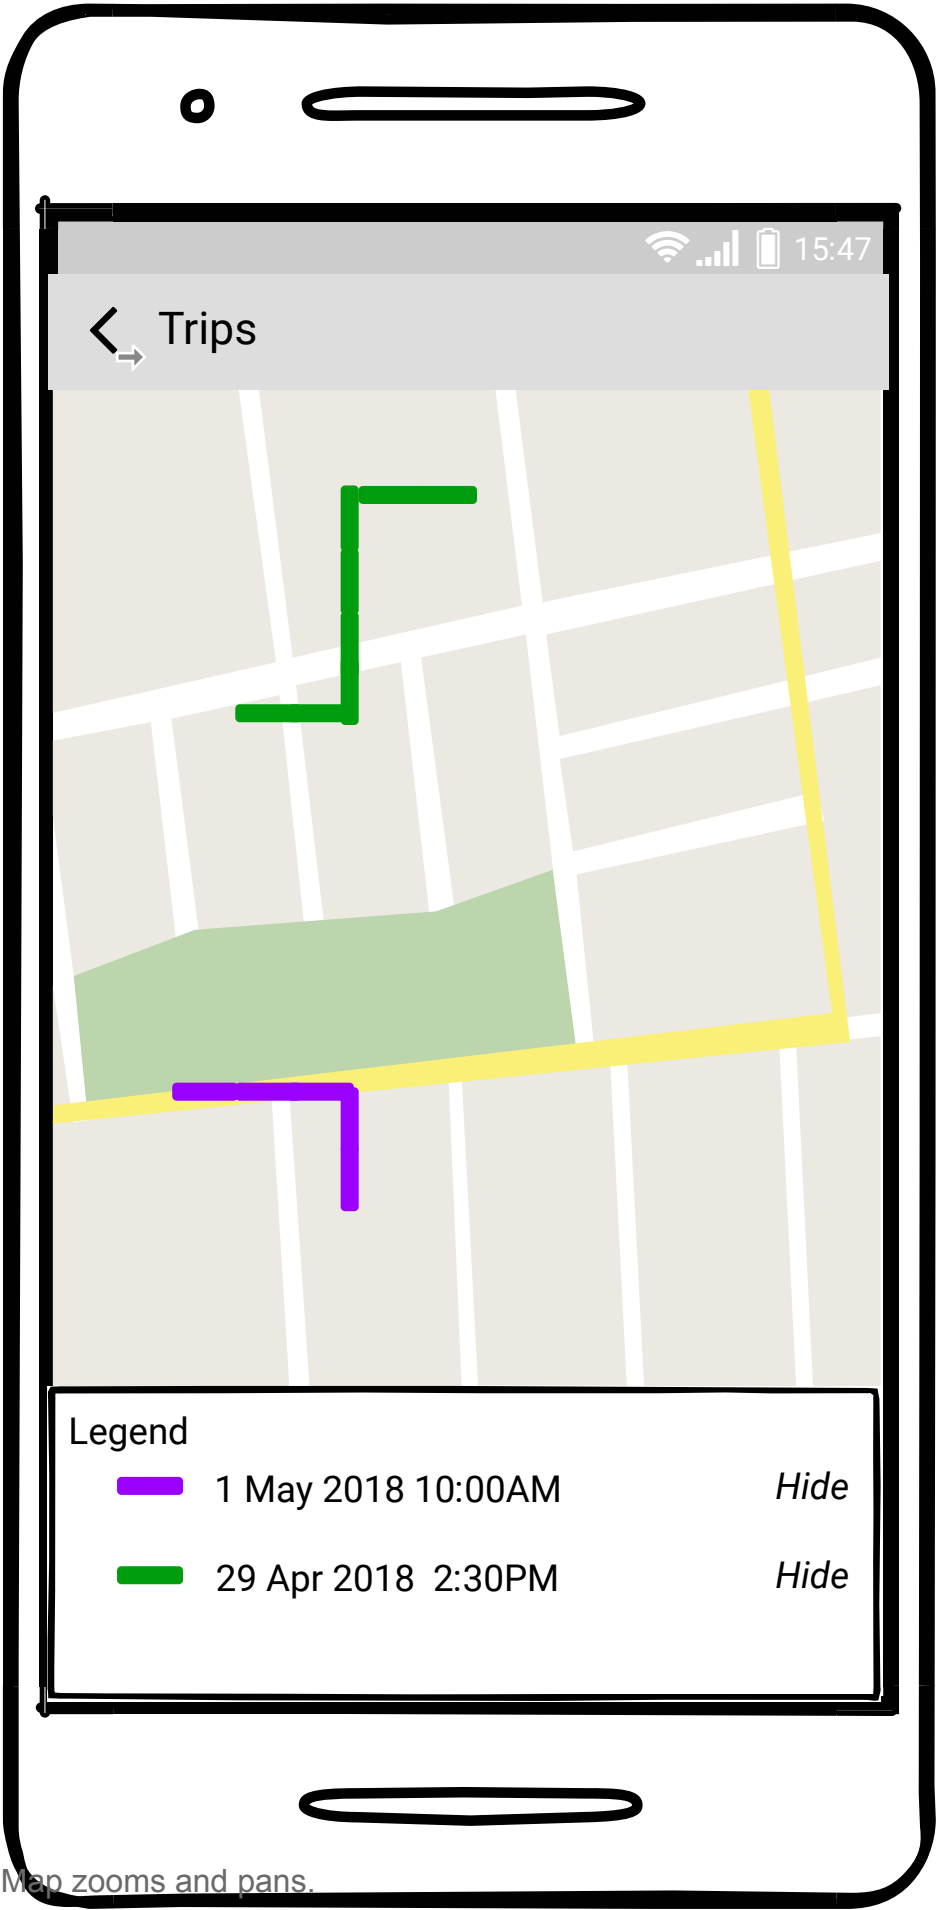 15:47
Trips
Legend
1 May 2018 10:00AM Hide
29 Apr 2018 2:30PM Hide
Map zooms and pans.